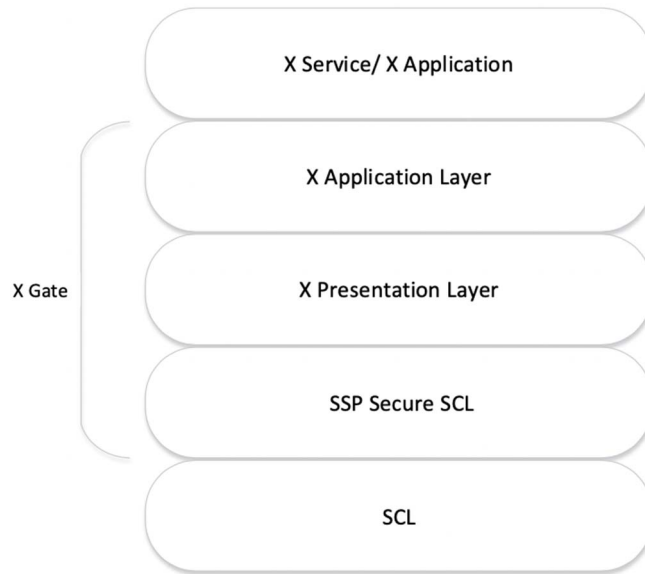 X Service/ X Application
X Application Layer
X Gate
X Presentation Layer
SSP Secure SCL
SCL